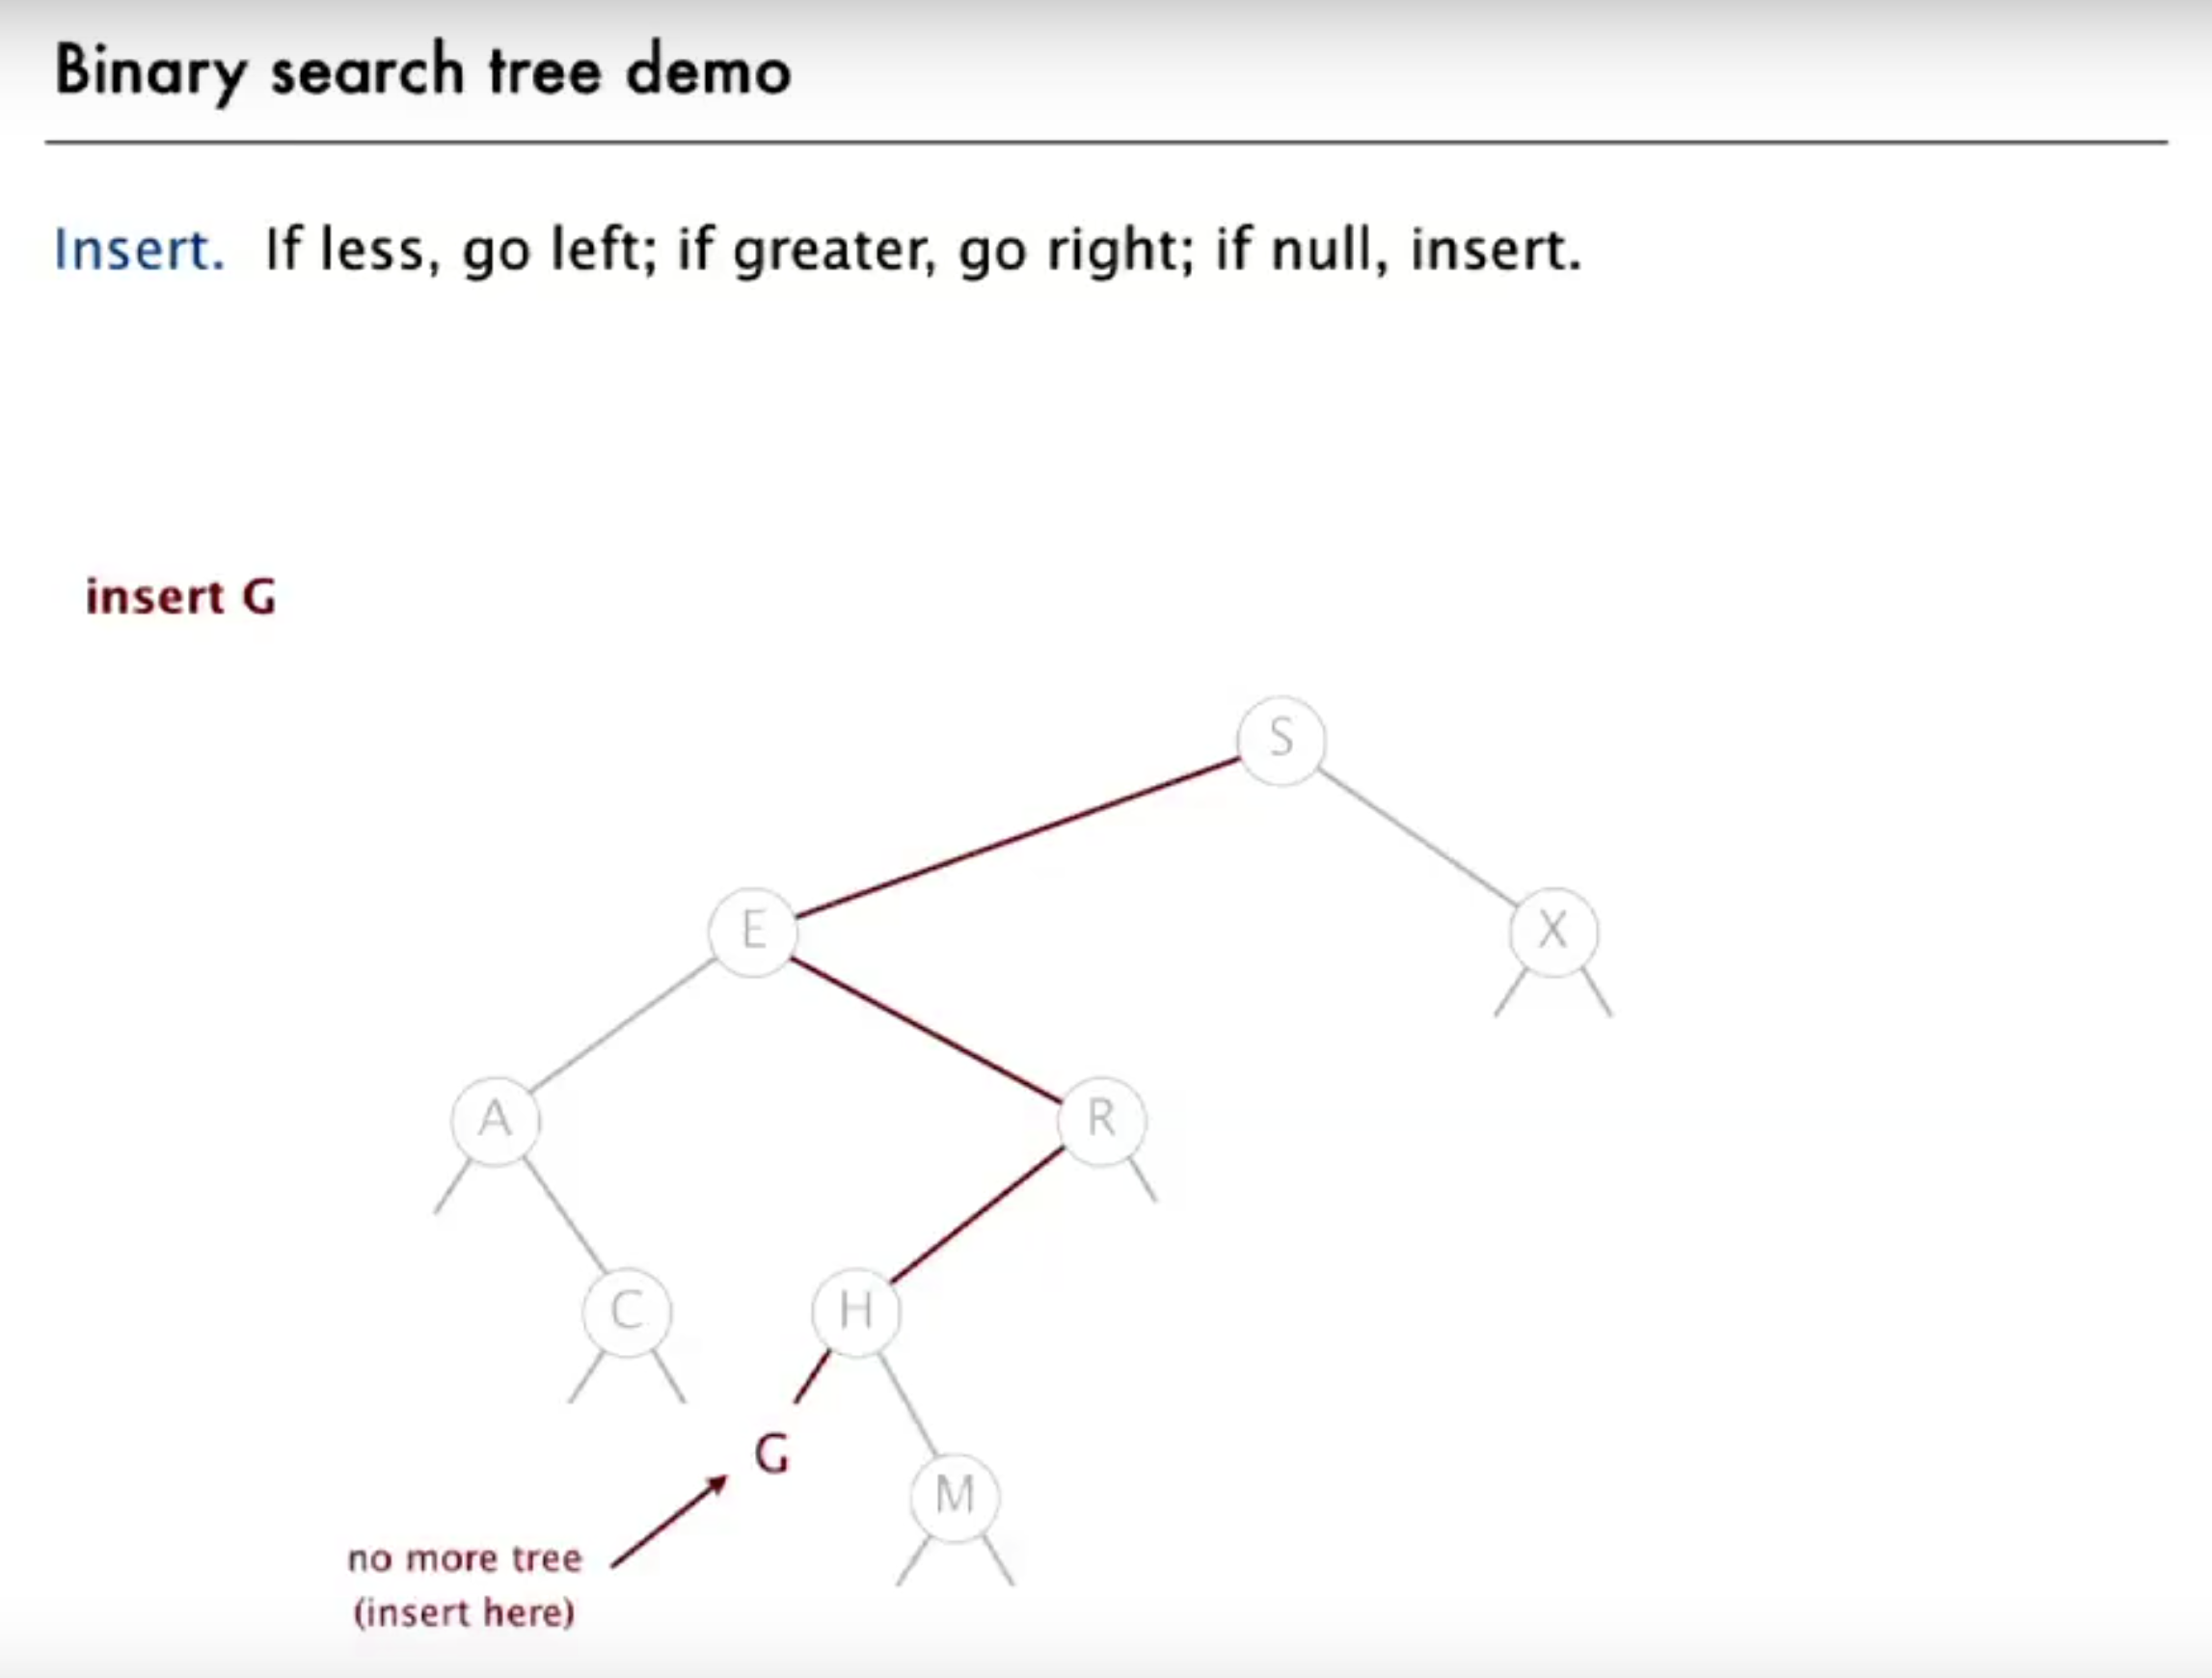 Binary search tree demo
Insert. If less, go left; if greater, go right; if null, insert.
insert G
S
E
X
A
R
C
H
G
M
no more tree
(insert here)